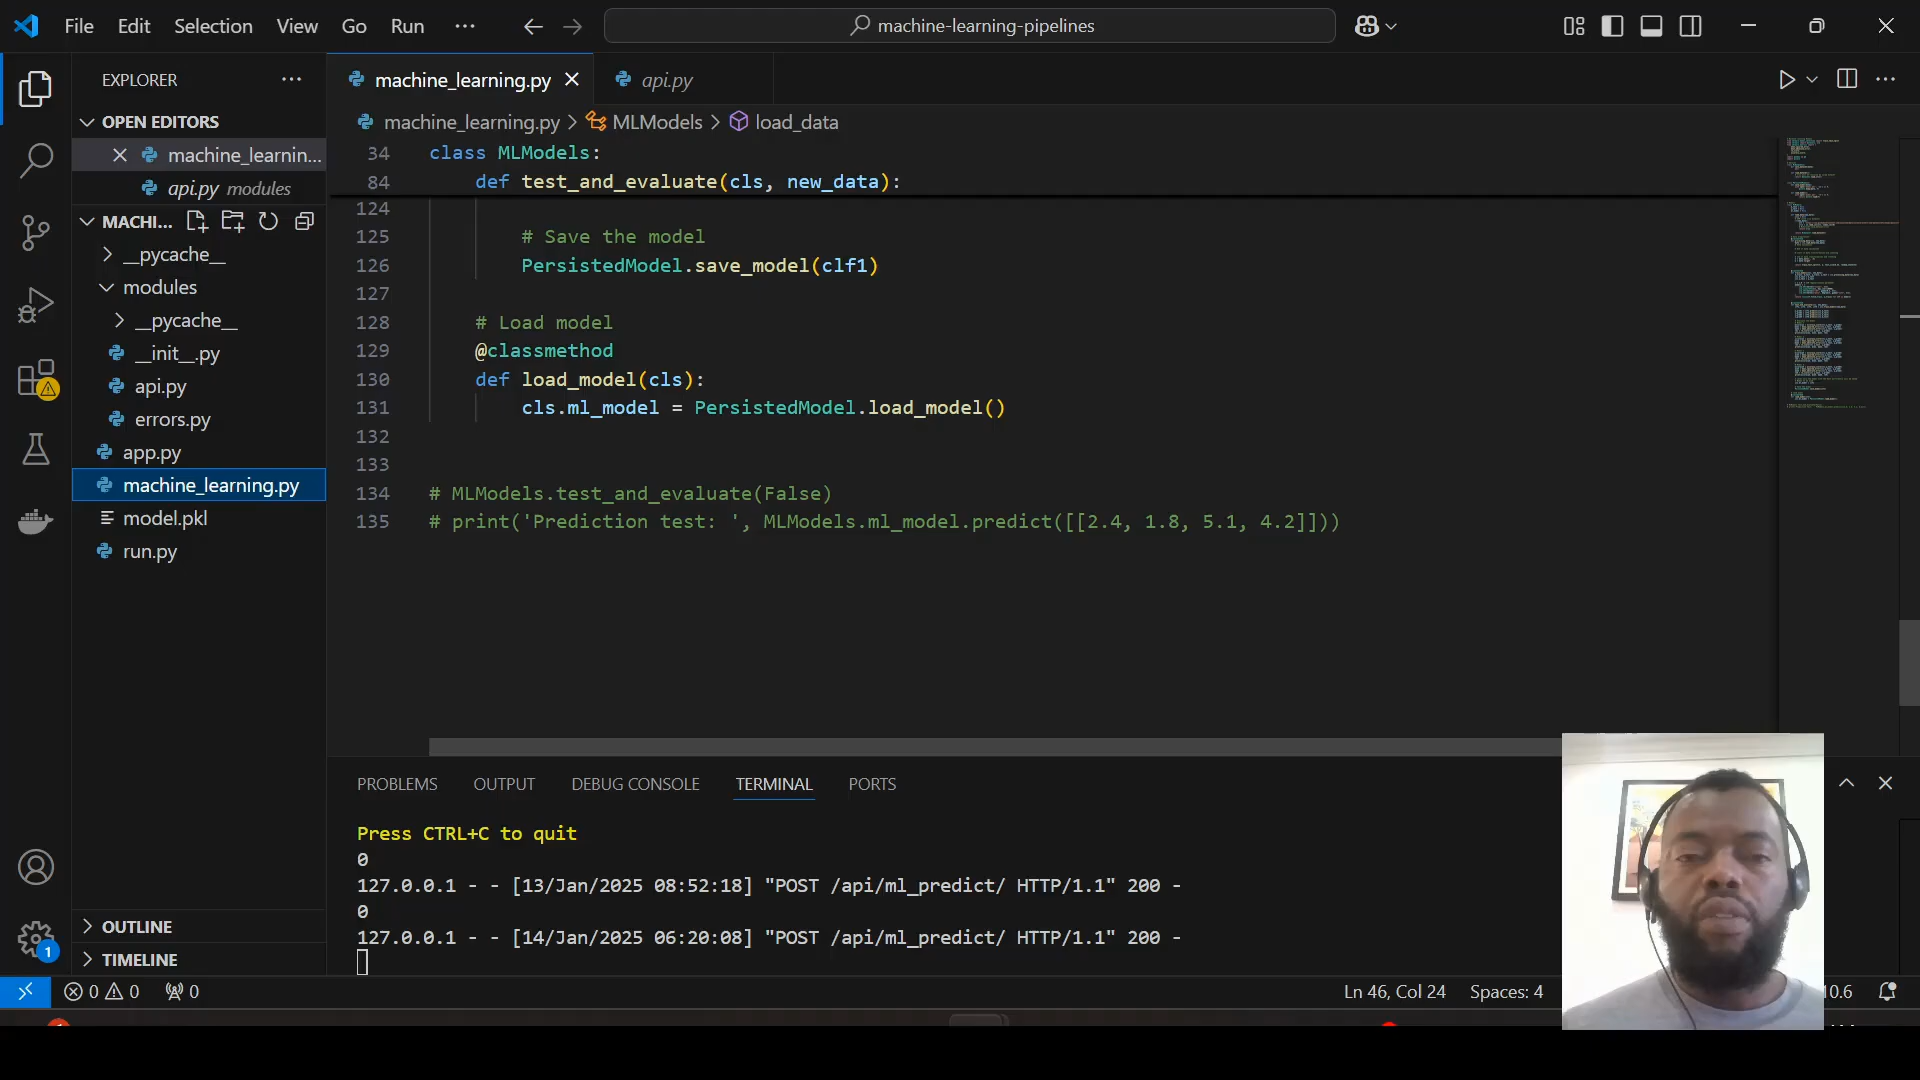 File Edit Selection View Go Run ··· machine-learning-pipelines
EXPLORER
OPEN EDITORS
machine_learnin...
api.py modules
MACHI...
__pycache__
modules
__pycache__
__init__.py
api.py
errors.py
app.py
machine_learning.py
model.pkl
run.py
OUTLINE
TIMELINE
machine_learning.py api.py
machine_learning.py > MLModels > load_data
34 class MLModels:
84 def test_and_evaluate(cls, new_data):
124
125 # Save the model
126 PersistedModel.save_model(clf1)
127
128 # Load model
129 @classmethod
130 def load_model(cls):
131 cls.ml_model = PersistedModel.load_model()
132
133
134 # MLModels.test_and_evaluate(False)
135 # print('Prediction test: ', MLModels.ml_model.predict([[2.4, 1.8, 5.1, 4.2]]))
PROBLEMS OUTPUT DEBUG CONSOLE TERMINAL PORTS
Press CTRL+C to quit
0
127.0.0.1 - - [13/Jan/2025 08:52:18] "POST /api/ml_predict/ HTTP/1.1" 200 -
0
127.0.0.1 - - [14/Jan/2025 06:20:08] "POST /api/ml_predict/ HTTP/1.1" 200 -
1
0 0 0 Ln 46, Col 24 Spaces: 4 10.6